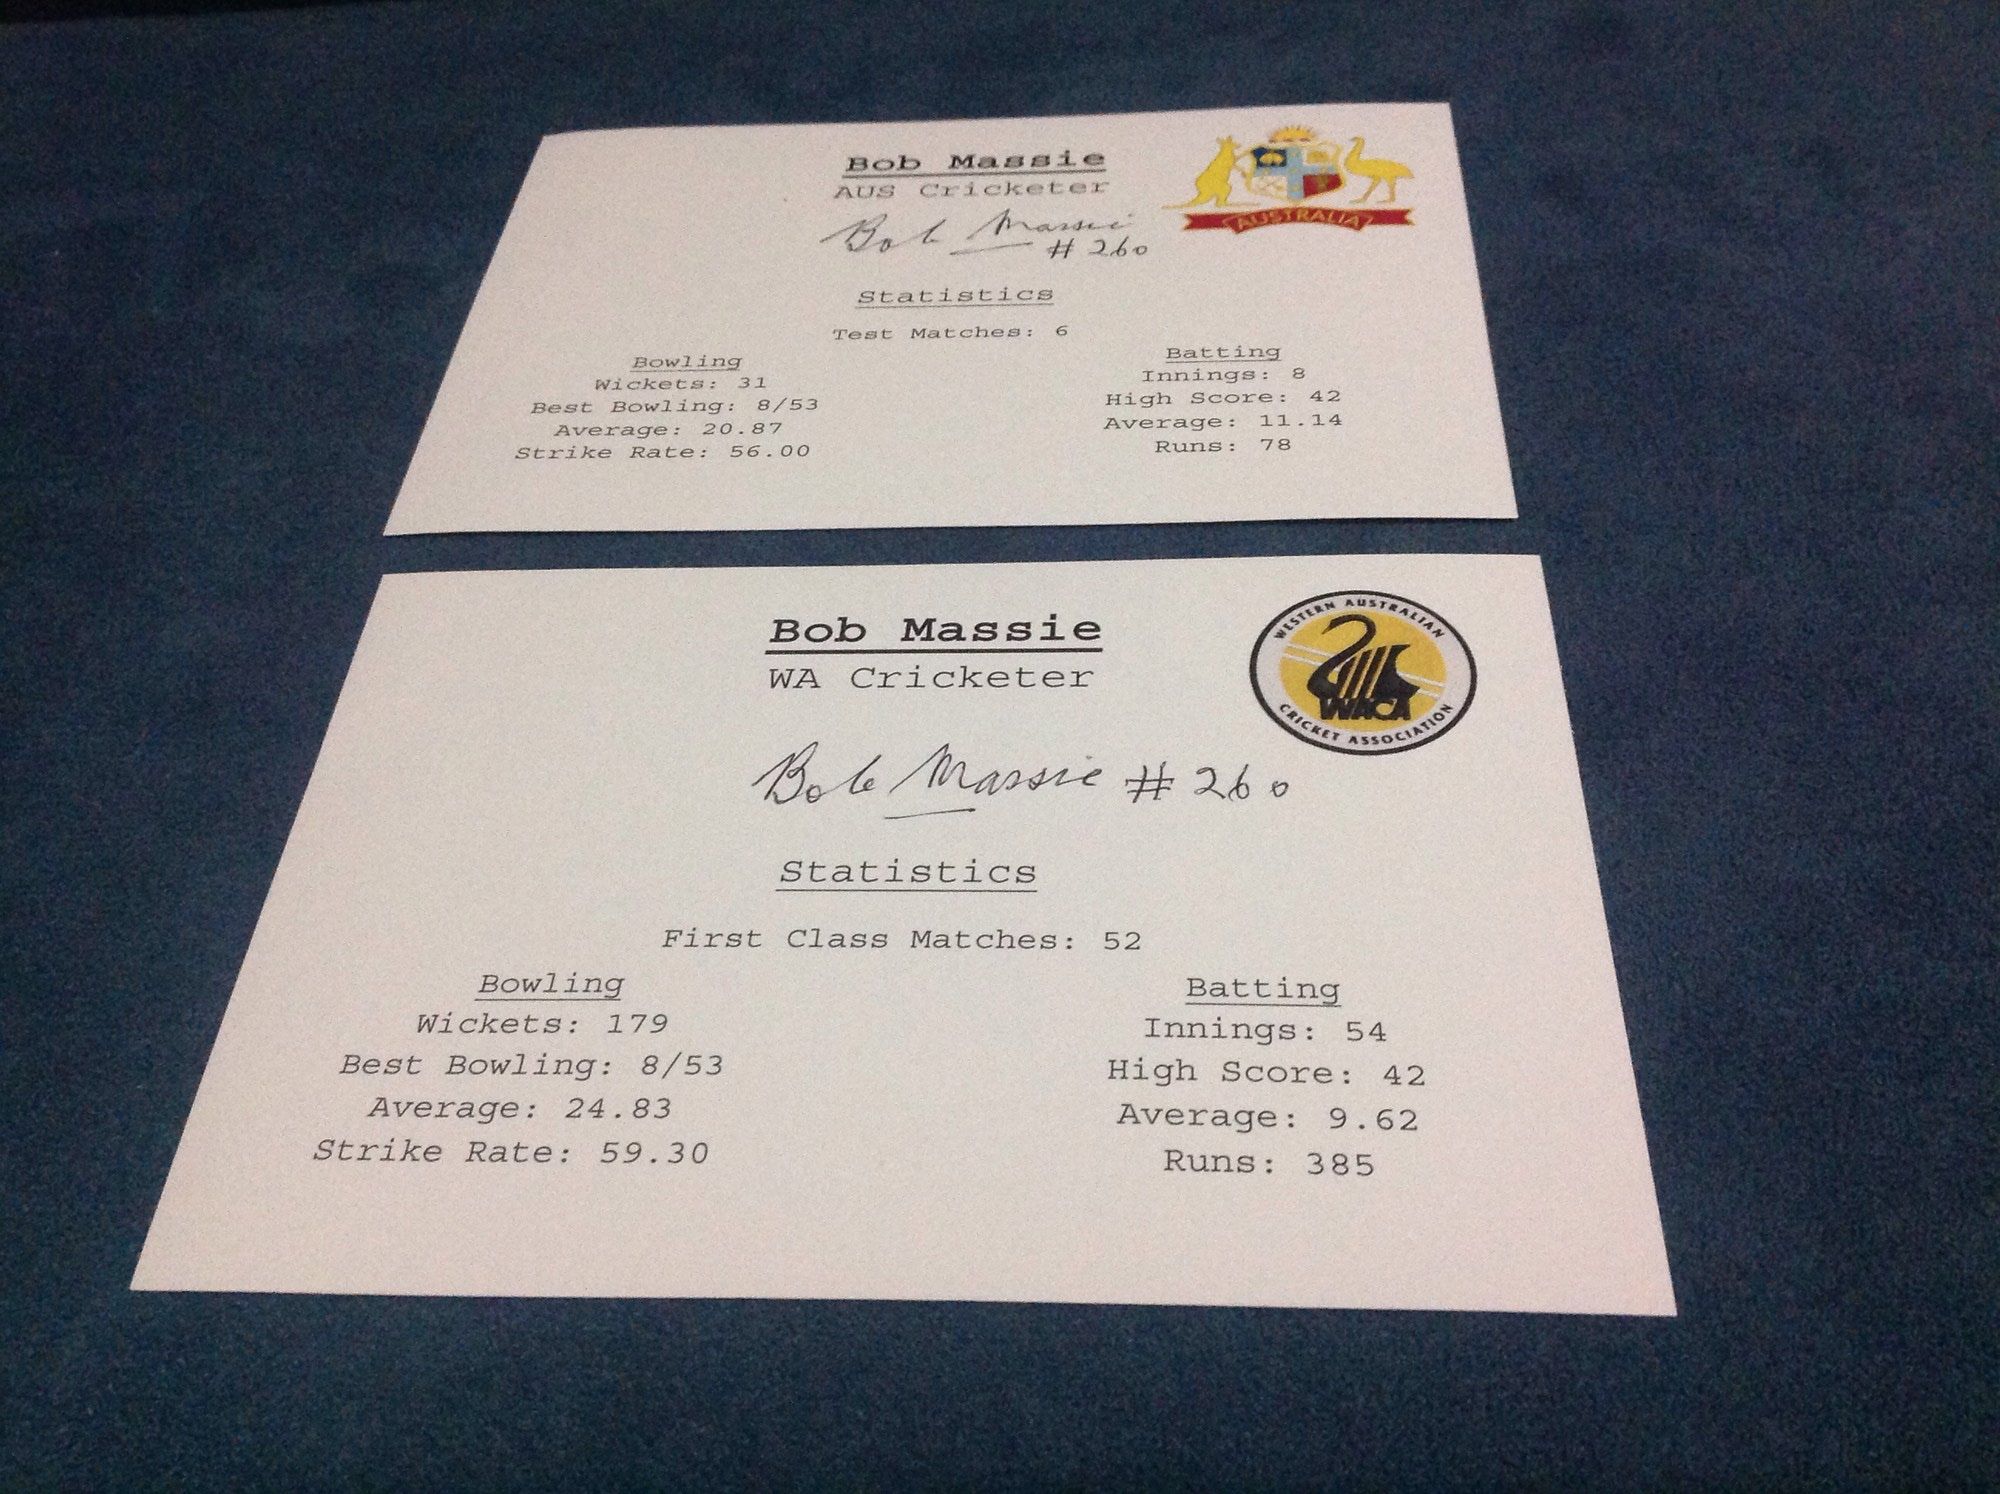 Bob Massie
AUS Cricketer
AUSTRALIA
Bob Massie
# 260
Statistics
Test Matches: 6
Bowling
Wickets: 31
Best Bowling: 8/53
Average: 20.87
Strike Rate: 56.00
Batting
Innings: 8
High Score: 42
Average: 11.14
Runs: 78
Bob Massie
WA Cricketer
WESTERN AUSTRALIAN
WACA
CRICKET ASSOCIATION
Bob Massie # 260
Statistics
First Class Matches: 52
Bowling
Wickets: 179
Best Bowling: 8/53
Average: 24.83
Strike Rate: 59.30
Batting
Innings: 54
High Score: 42
Average: 9.62
Runs: 385